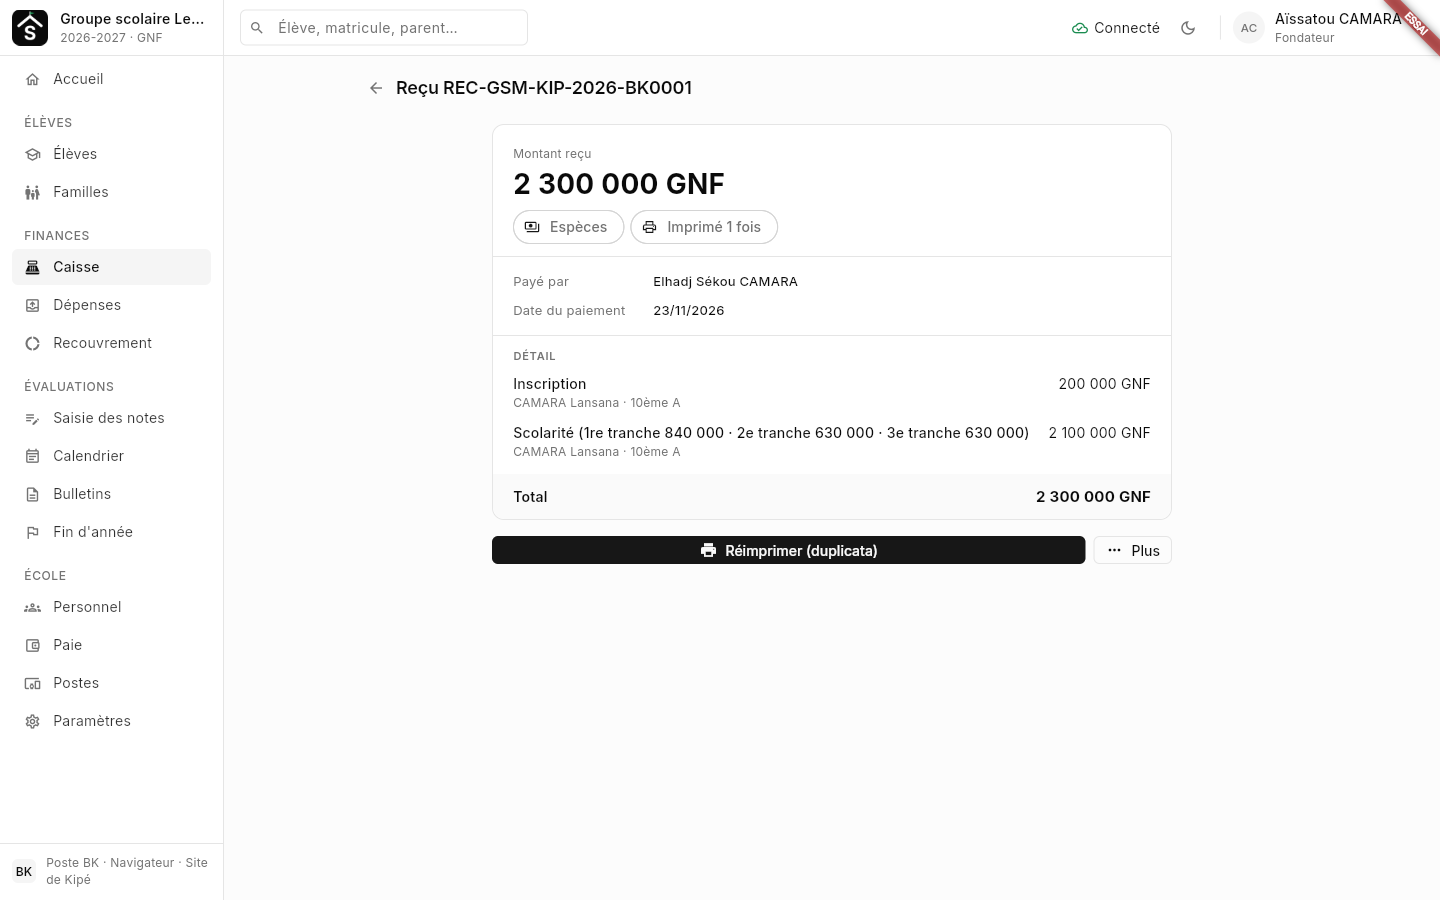 Groupe scolaire Le...
2026-2027 · GNF
Élève, matricule, parent...
Connecté
AC
Aïssatou CAMARA
Fondateur
ESSAI
Accueil
ÉLÈVES
Élèves
Familles
FINANCES
Caisse
Dépenses
Recouvrement
ÉVALUATIONS
Saisie des notes
Calendrier
Bulletins
Fin d'année
ÉCOLE
Personnel
Paie
Postes
Paramètres
BK
Poste BK · Navigateur · Site
de Kipé
Reçu REC-GSM-KIP-2026-BK0001
Montant reçu
2 300 000 GNF
Espèces
Imprimé 1 fois
Payé par Elhadj Sékou CAMARA
Date du paiement 23/11/2026
DÉTAIL
Inscription 200 000 GNF
CAMARA Lansana · 10ème A
Scolarité (1re tranche 840 000 · 2e tranche 630 000 · 3e tranche 630 000) 2 100 000 GNF
CAMARA Lansana · 10ème A
Total 2 300 000 GNF
Réimprimer (duplicata)
Plus